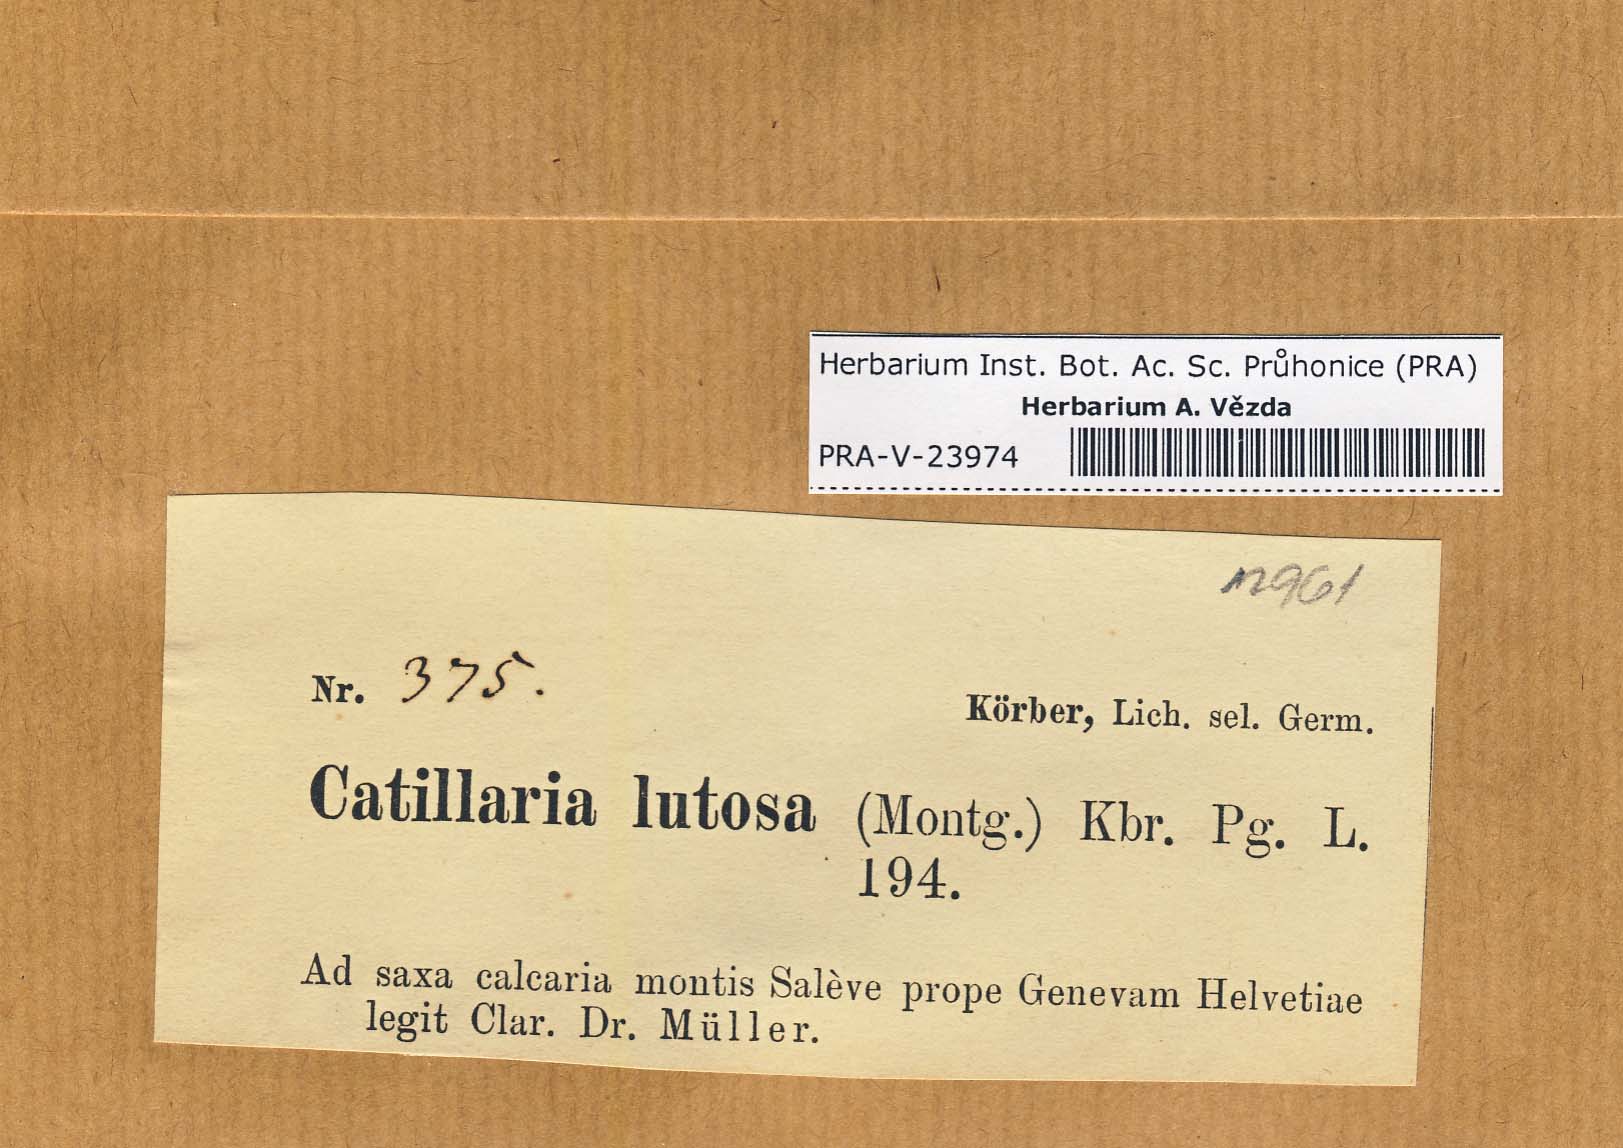 Herbarium Inst. Bot. Ac. Sc. Průhonice (PRA)
Herbarium A. Vězda
PRA-V-23974
12961
Nr. 375.
Körber, Lich. sel. Germ.
Catillaria lutosa (Montg.) Kbr. Pg. L.
194.
Ad saxa calcaria montis Salève prope Genevam Helvetiae
legit Clar. Dr. Müller.